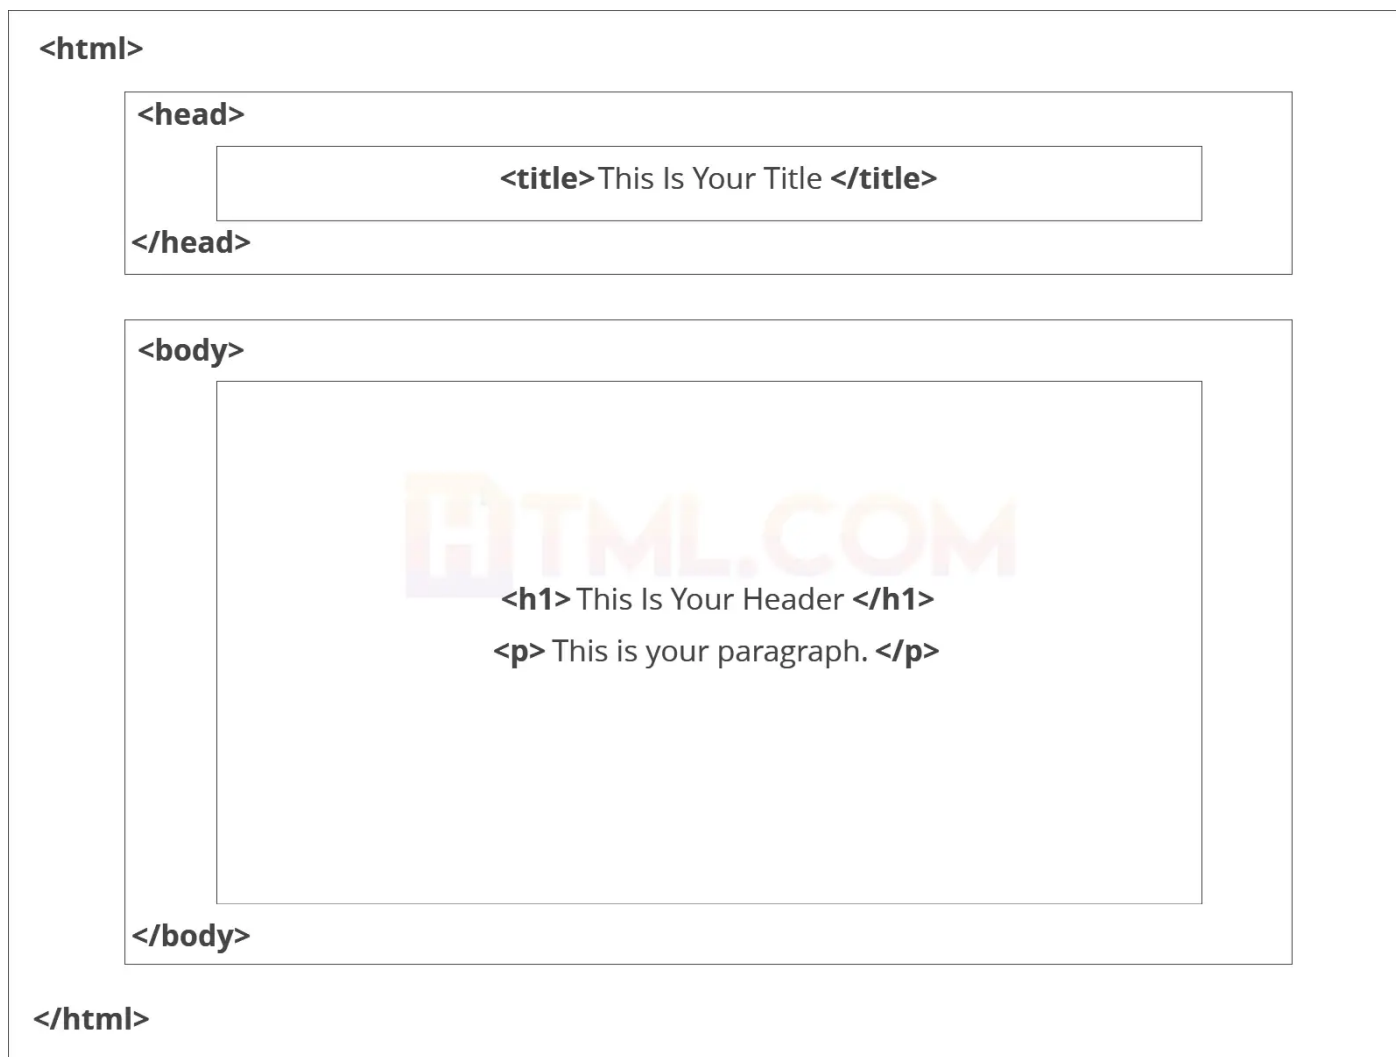 <html>
<head>
<title>This Is Your Title </title>
</head>
<body>
HTML.COM
<h1> This Is Your Header </h1>
<p> This is your paragraph. </p>
</body>
</html>